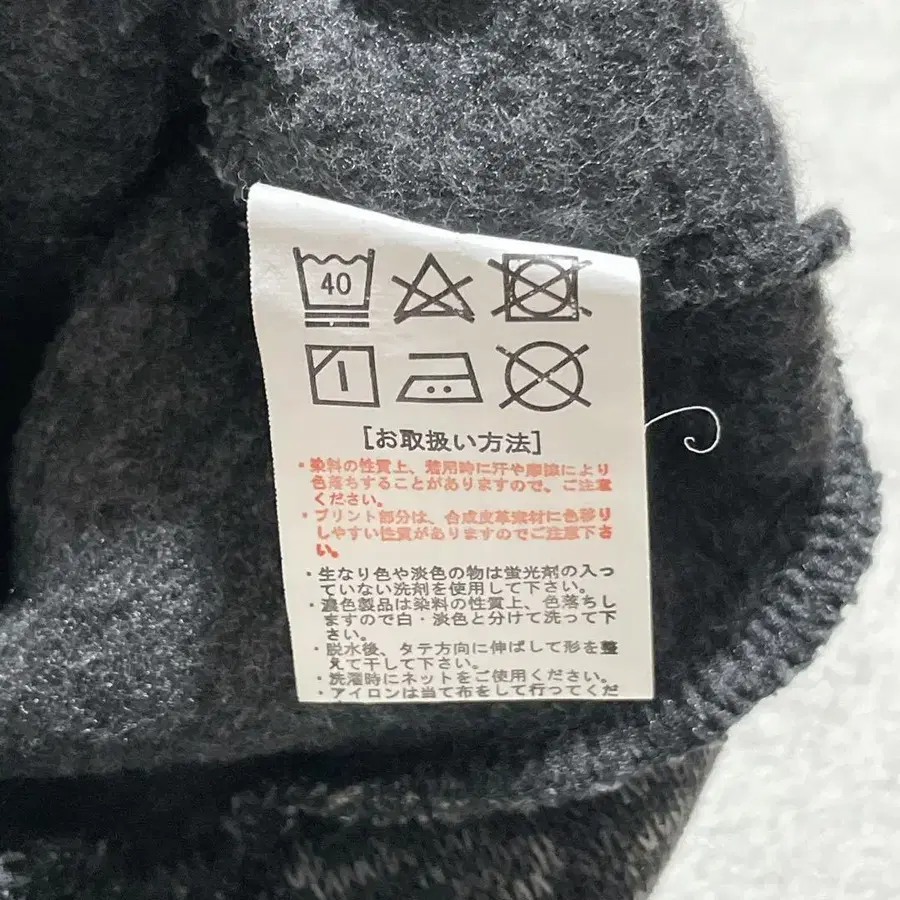 40
[お取扱い方法]
・染料の性質上、着用時に汗や摩擦により
色落ちすることがありますので、ご注意
ください。
・プリント部分は、合成皮革素材に色移り
しやすい性質がありますのでご注意下さ
い。
・生なり色や淡色の物は蛍光剤の入っ
ていない洗剤を使用して下さい。
・濃色製品は染料の性質上、色落ちし
ますので白・淡色と分けて洗って下
さい。
・脱水後、タテ方向に伸ばして形を整
えて干して下さい。
・洗濯時にネットをご使用ください。
・アイロンは当て布をして行ってくだ